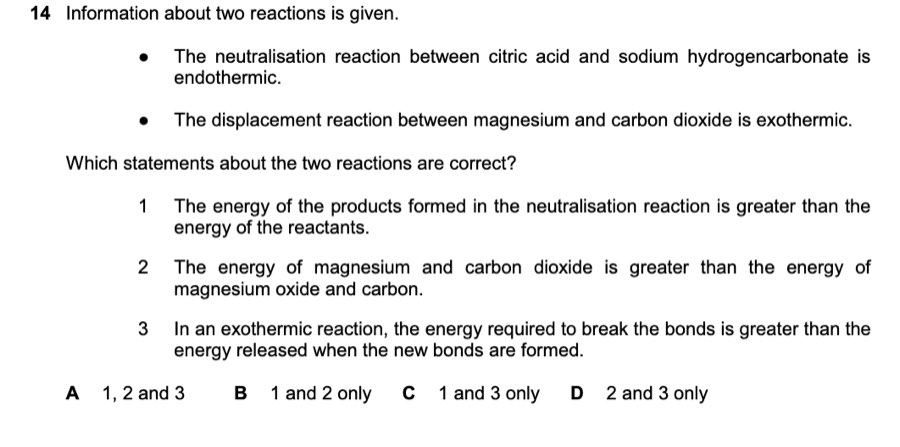 14 Information about two reactions is given.
• The neutralisation reaction between citric acid and sodium hydrogencarbonate is
endothermic.
• The displacement reaction between magnesium and carbon dioxide is exothermic.
Which statements about the two reactions are correct?
1 The energy of the products formed in the neutralisation reaction is greater than the
energy of the reactants.
2 The energy of magnesium and carbon dioxide is greater than the energy of
magnesium oxide and carbon.
3 In an exothermic reaction, the energy required to break the bonds is greater than the
energy released when the new bonds are formed.
A 1, 2 and 3 B 1 and 2 only C 1 and 3 only D 2 and 3 only